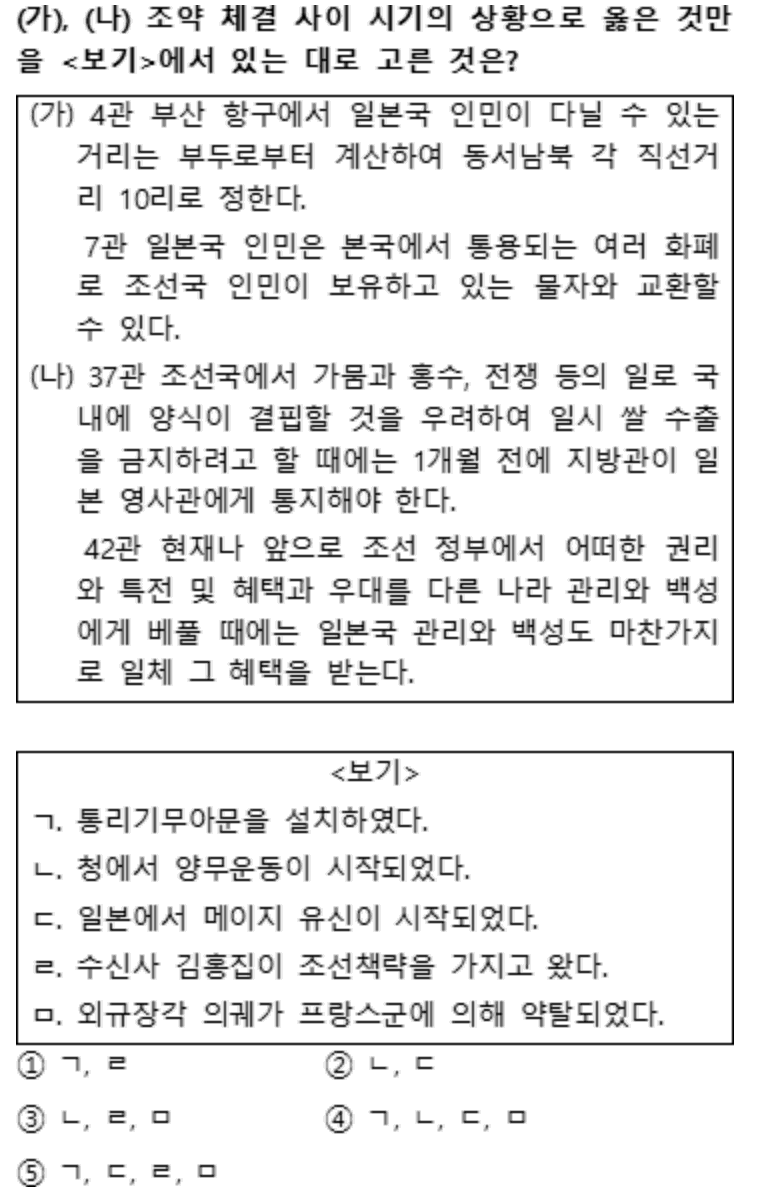 (가), (나) 조약 체결 사이 시기의 상황으로 옳은 것만
을 <보기>에서 있는 대로 고른 것은?
(가) 4관 부산 항구에서 일본국 인민이 다닐 수 있는
거리는 부두로부터 계산하여 동서남북 각 직선거
리 10리로 정한다.
7관 일본국 인민은 본국에서 통용되는 여러 화폐
로 조선국 인민이 보유하고 있는 물자와 교환할
수 있다.
(나) 37관 조선국에서 가뭄과 홍수, 전쟁 등의 일로 국
내에 양식이 결핍할 것을 우려하여 일시 쌀 수출
을 금지하려고 할 때에는 1개월 전에 지방관이 일
본 영사관에게 통지해야 한다.
42관 현재나 앞으로 조선 정부에서 어떠한 권리
와 특전 및 혜택과 우대를 다른 나라 관리와 백성
에게 베풀 때에는 일본국 관리와 백성도 마찬가지
로 일체 그 혜택을 받는다.
<보기>
ㄱ. 통리기무아문을 설치하였다.
ㄴ. 청에서 양무운동이 시작되었다.
ㄷ. 일본에서 메이지 유신이 시작되었다.
ㄹ. 수신사 김홍집이 조선책략을 가지고 왔다.
ㅁ. 외규장각 의궤가 프랑스군에 의해 약탈되었다.
① ㄱ, ㄹ ② ㄴ, ㄷ
③ ㄴ, ㄹ, ㅁ ④ ㄱ, ㄴ, ㄷ, ㅁ
⑤ ㄱ, ㄷ, ㄹ, ㅁ